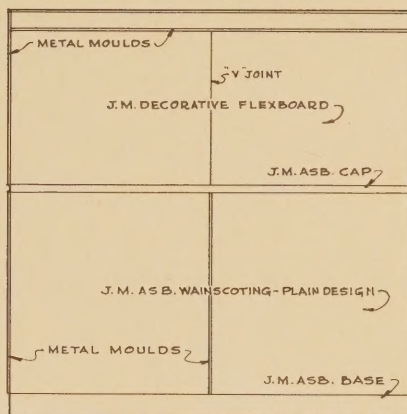 METAL MOULDS
"V" JOINT
J.M. DECORATIVE FLEXBOARD
J.M. ASB. CAP
J.M. ASB. WAINSCOTING-PLAIN DESIGN
METAL MOULDS
J.M. ASB. BASE